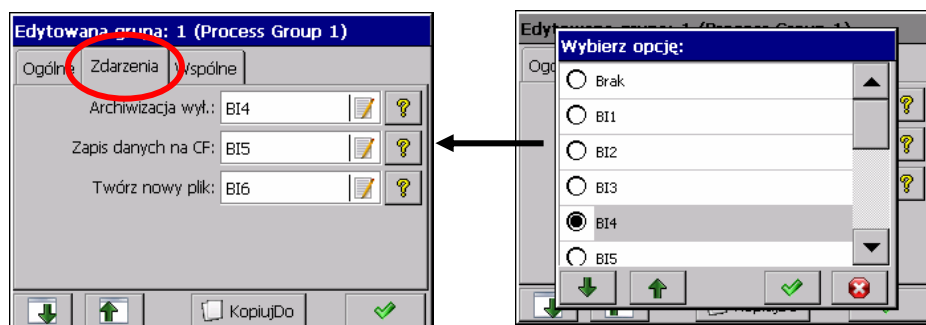 Edytowana grupa: 1 (Process Group 1)
Ogólne Zdarzenia Wspólne
Archiwizacja wył.: BI4
Zapis danych na CF: BI5
Twórz nowy plik: BI6
KopiujDo
Wybierz opcję:
Brak
BI1
BI2
BI3
BI4
BI5